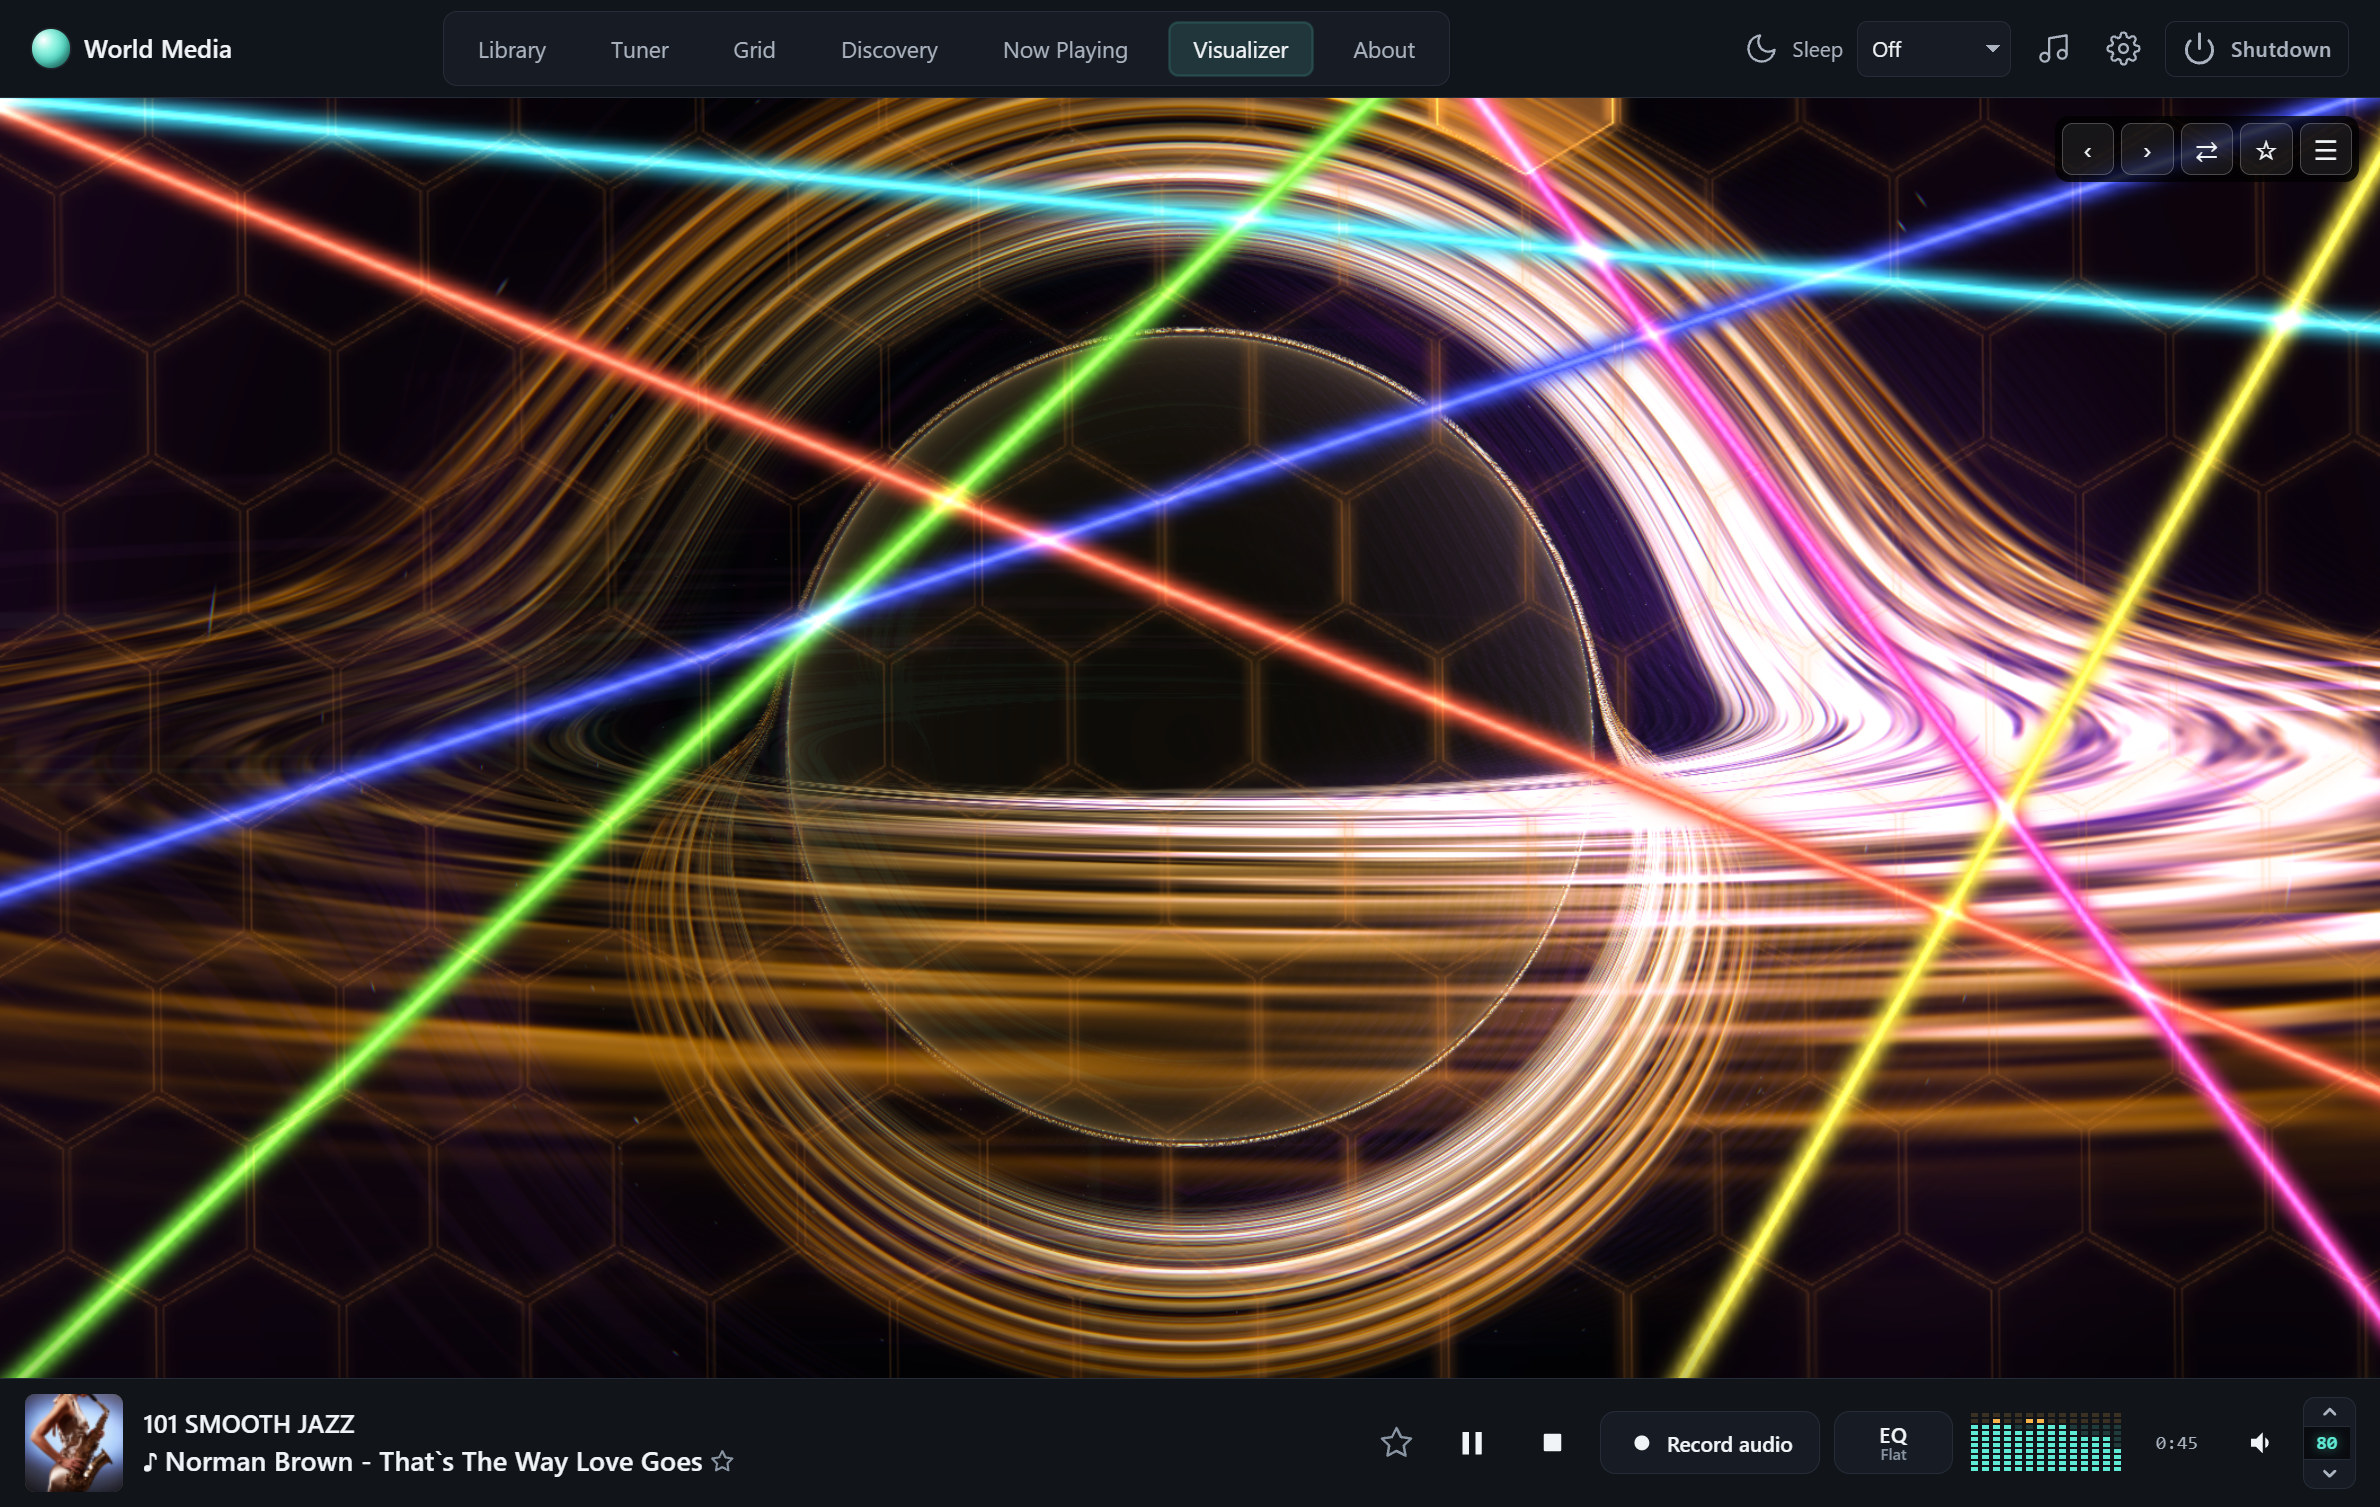 World Media
Library
Tuner
Grid
Discovery
Now Playing
Visualizer
About
Sleep
Off
Shutdown
101 SMOOTH JAZZ
Norman Brown - That`s The Way Love Goes
Record audio
EQ
Flat
0:45
80